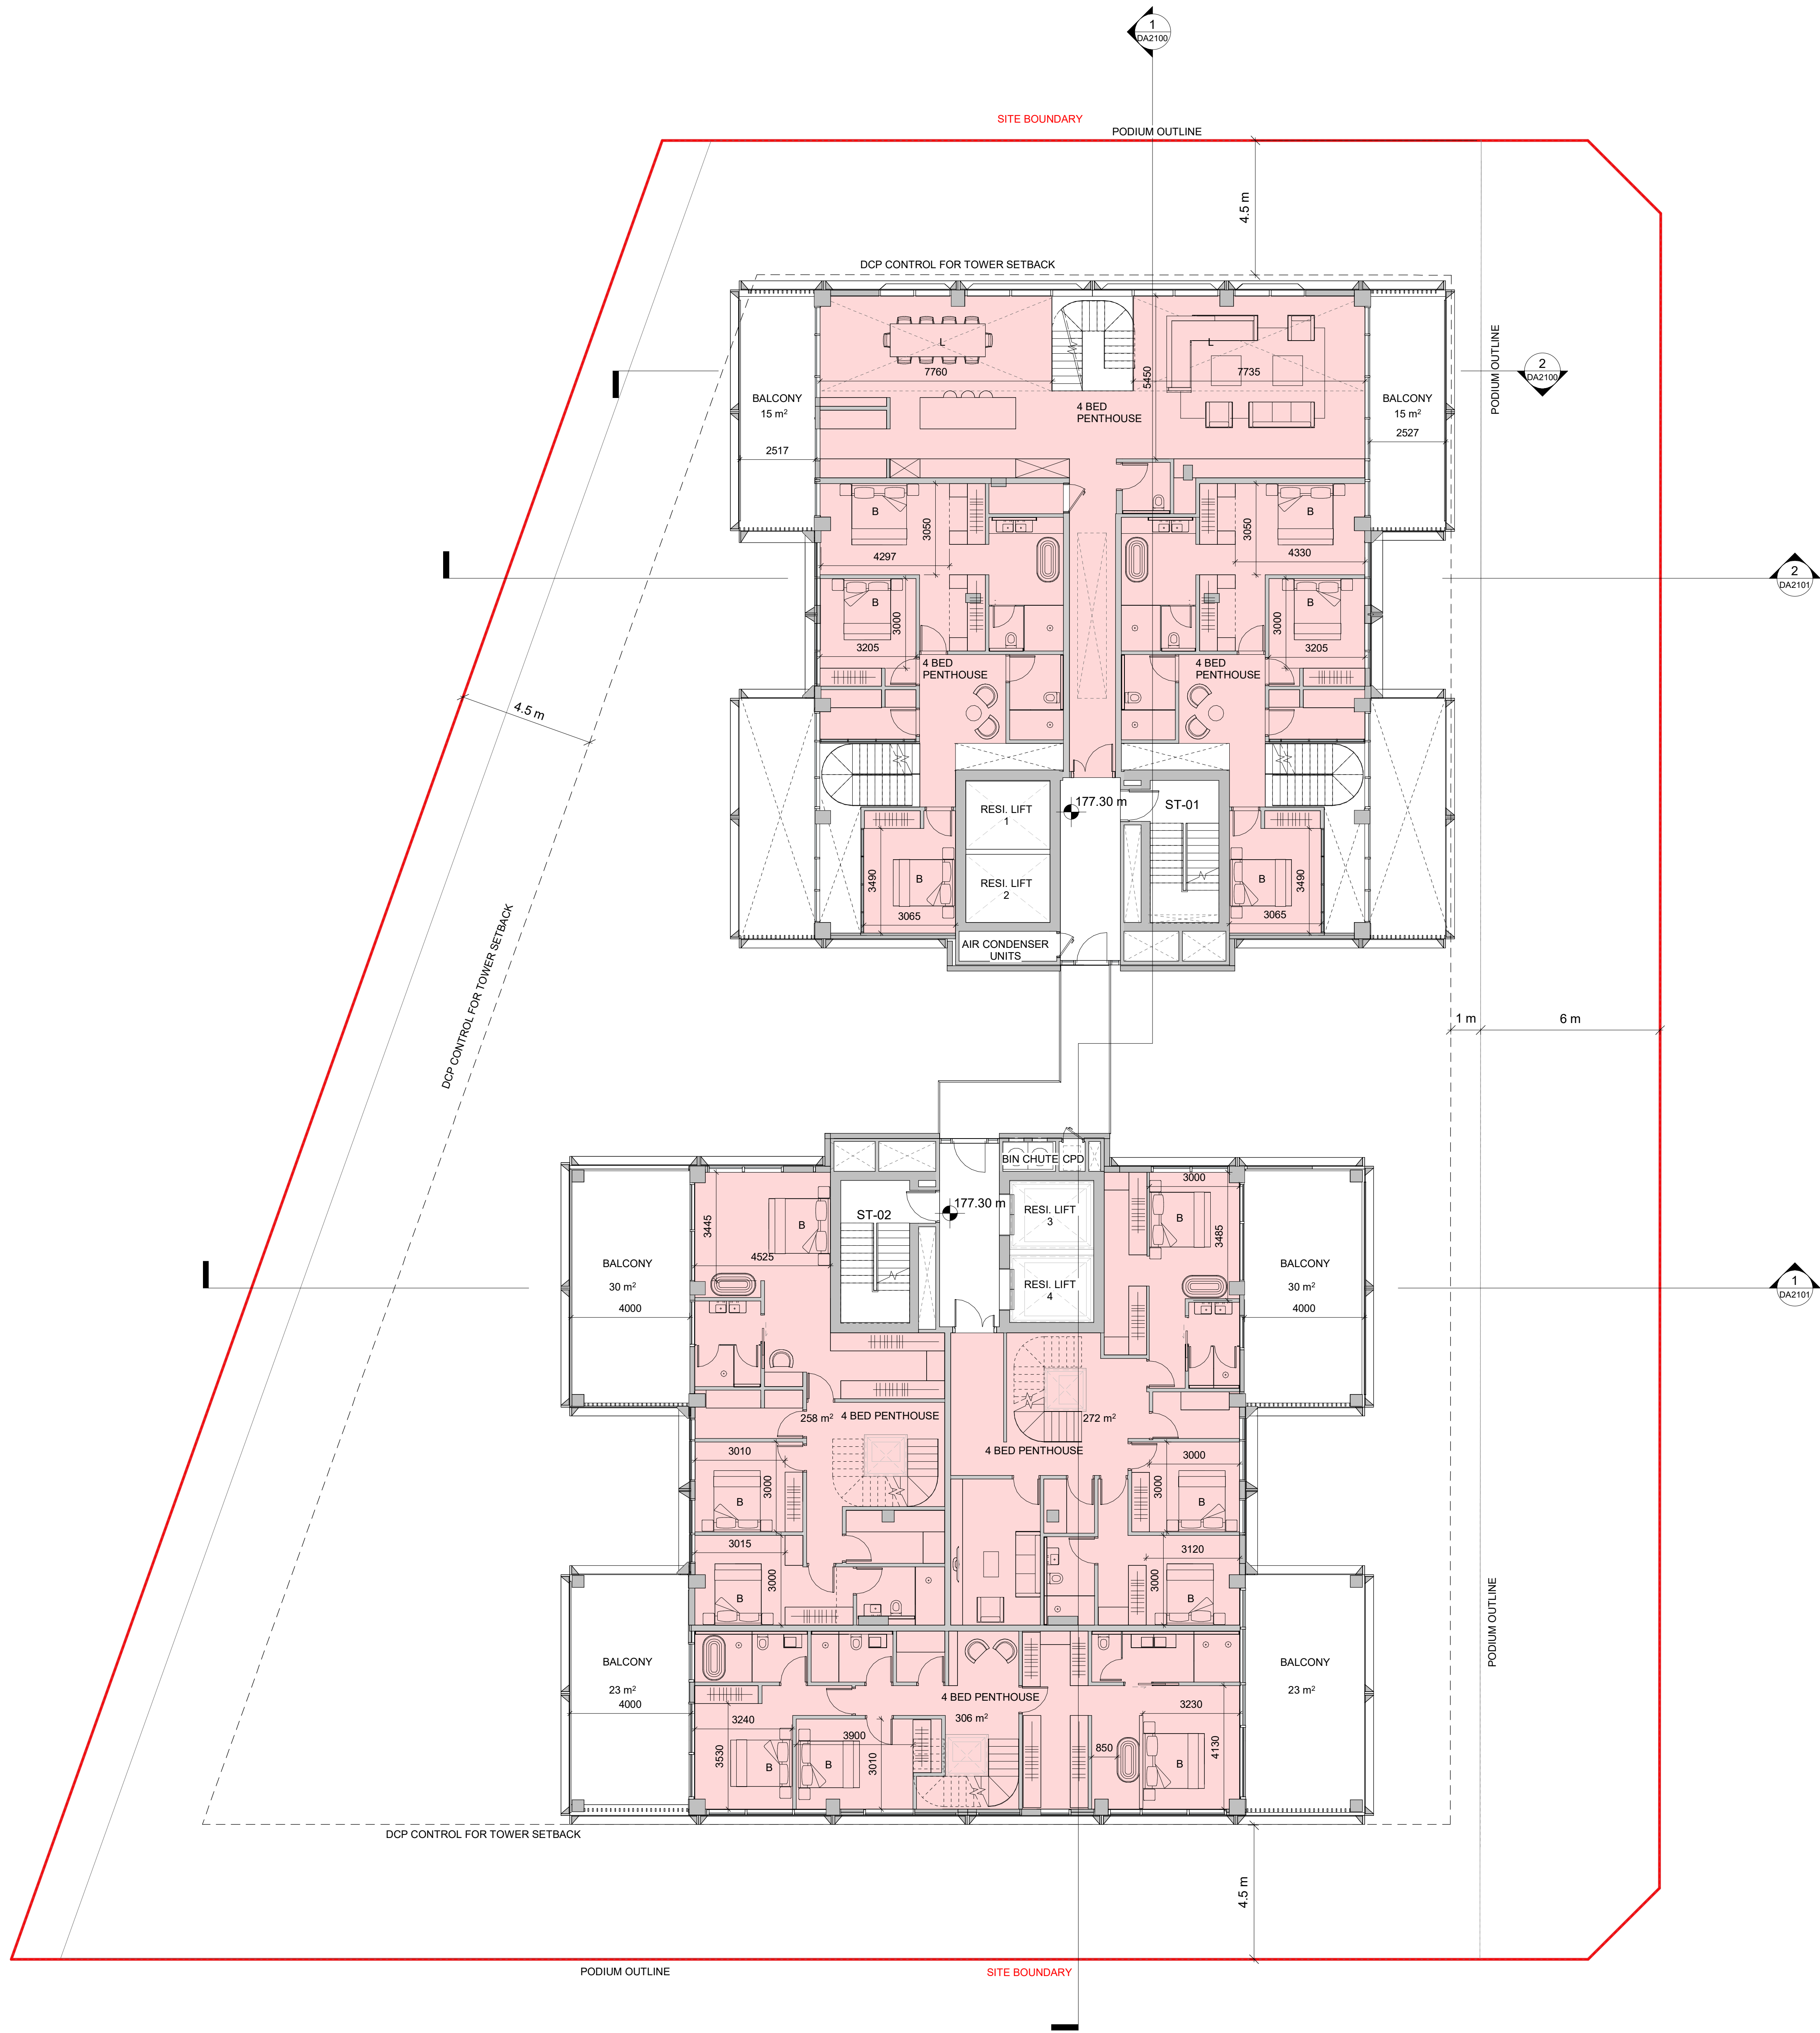 1
DA2100
SITE BOUNDARY
PODIUM OUTLINE
4.5 m
DCP CONTROL FOR TOWER SETBACK
L
L
7760
5450
7735
2
DA2100
PODIUM OUTLINE
BALCONY
15 m²
2517
4 BED
PENTHOUSE
BALCONY
15 m²
2527
B
3050
4297
B
3050
4330
2
DA2101
B
3000
3205
B
3000
3205
4 BED
PENTHOUSE
4 BED
PENTHOUSE
4.5 m
RESI. LIFT
1
177.30 m
ST-01
RESI. LIFT
2
B
3490
3065
B
3490
3065
AIR CONDENSER
UNITS
DCP CONTROL FOR TOWER SETBACK
1 m
6 m
BIN CHUTE
CPD
3445
B
4525
ST-02
177.30 m
RESI. LIFT
3
RESI. LIFT
4
3000
B
3485
BALCONY
30 m²
4000
BALCONY
30 m²
4000
1
DA2101
258 m²
4 BED PENTHOUSE
272 m²
4 BED PENTHOUSE
3010
3000
B
3000
3000
B
3015
3000
B
3120
3000
B
PODIUM OUTLINE
BALCONY
23 m²
4000
BALCONY
23 m²
4 BED PENTHOUSE
306 m²
3240
3530
B
3900
B
3010
850
3230
B
4130
DCP CONTROL FOR TOWER SETBACK
4.5 m
PODIUM OUTLINE
SITE BOUNDARY